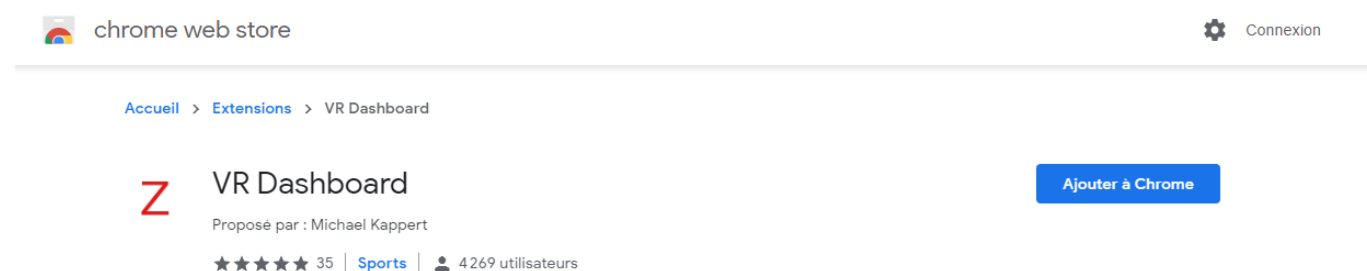 chrome web store
Connexion
Accueil > Extensions > VR Dashboard
Z
VR Dashboard
Ajouter à Chrome
Proposé par : Michael Kappert
35 | Sports | 4 269 utilisateurs